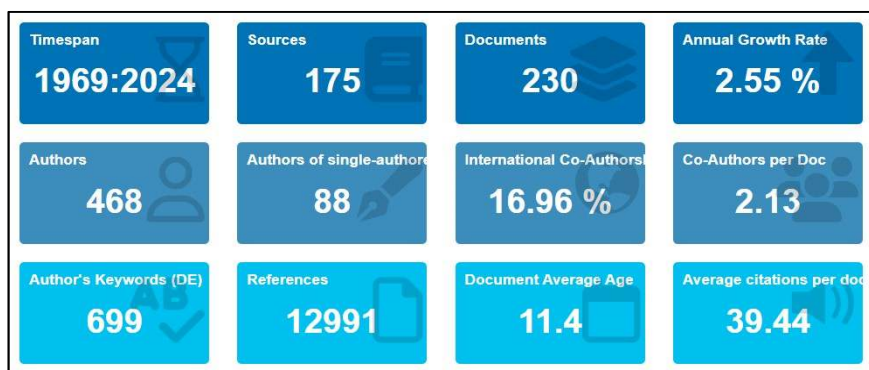 Timespan
1969:2024
Sources
175
Documents
230
Annual Growth Rate
2.55 %
Authors
468
Authors of single-authore
88
International Co-Authorsh
16.96 %
Co-Authors per Doc
2.13
Author's Keywords (DE)
699
References
12991
Document Average Age
11.4
Average citations per doc
39.44
AB